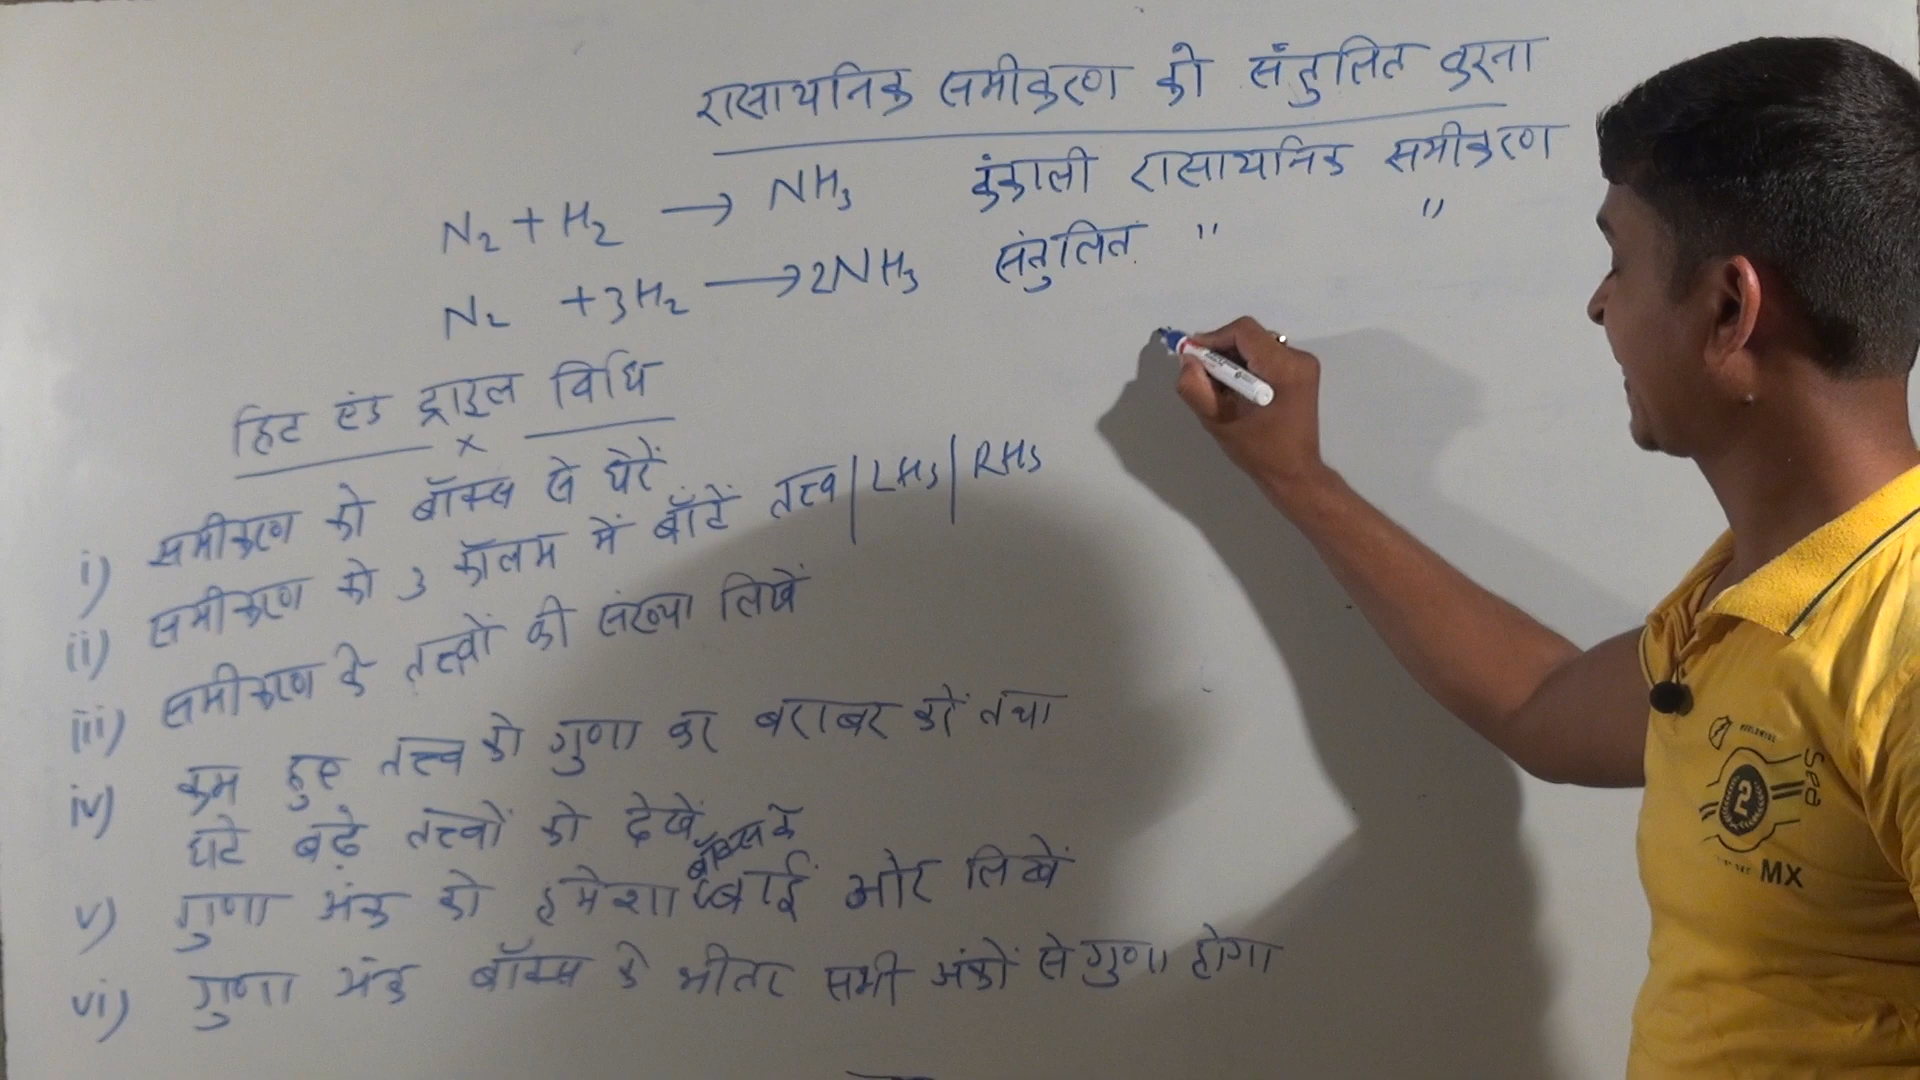 रासायनिक समीकरण को संतुलित करना
N₂ + H₂ → NH₃ कंकाली रासायनिक समीकरण
N₂ + 3H₂ → 2NH₃ संतुलित " "
हिट एंड ट्राइल विधि
x
i) समीकरण को बॉक्स से घेरें
ii) समीकरण को 3 कॉलम में बाँटें तत्त्व | LHS | RHS
iii) समीकरण के तत्त्वों की संख्या लिखें
iv) कम हुए तत्त्व को गुणा कर बराबर करें तथा
घटे बढ़े तत्त्वों को देखें
v) गुणा अंक को हमेशा बॉक्स के बाईं ओर लिखें
vi) गुणा अंक बॉक्स के भीतर सभी अंकों से गुणा होगा
2
MX